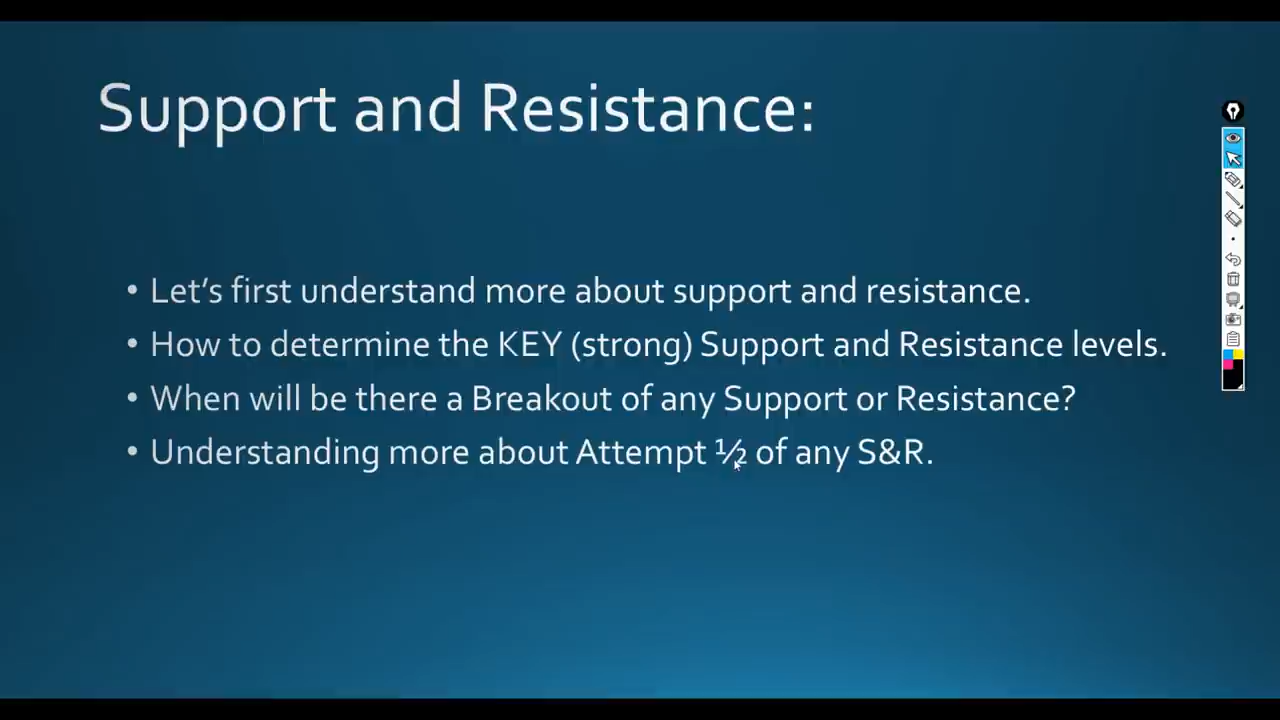 Support and Resistance:
• Let’s first understand more about support and resistance.
• How to determine the KEY (strong) Support and Resistance levels.
• When will be there a Breakout of any Support or Resistance?
• Understanding more about Attempt ½ of any S&R.